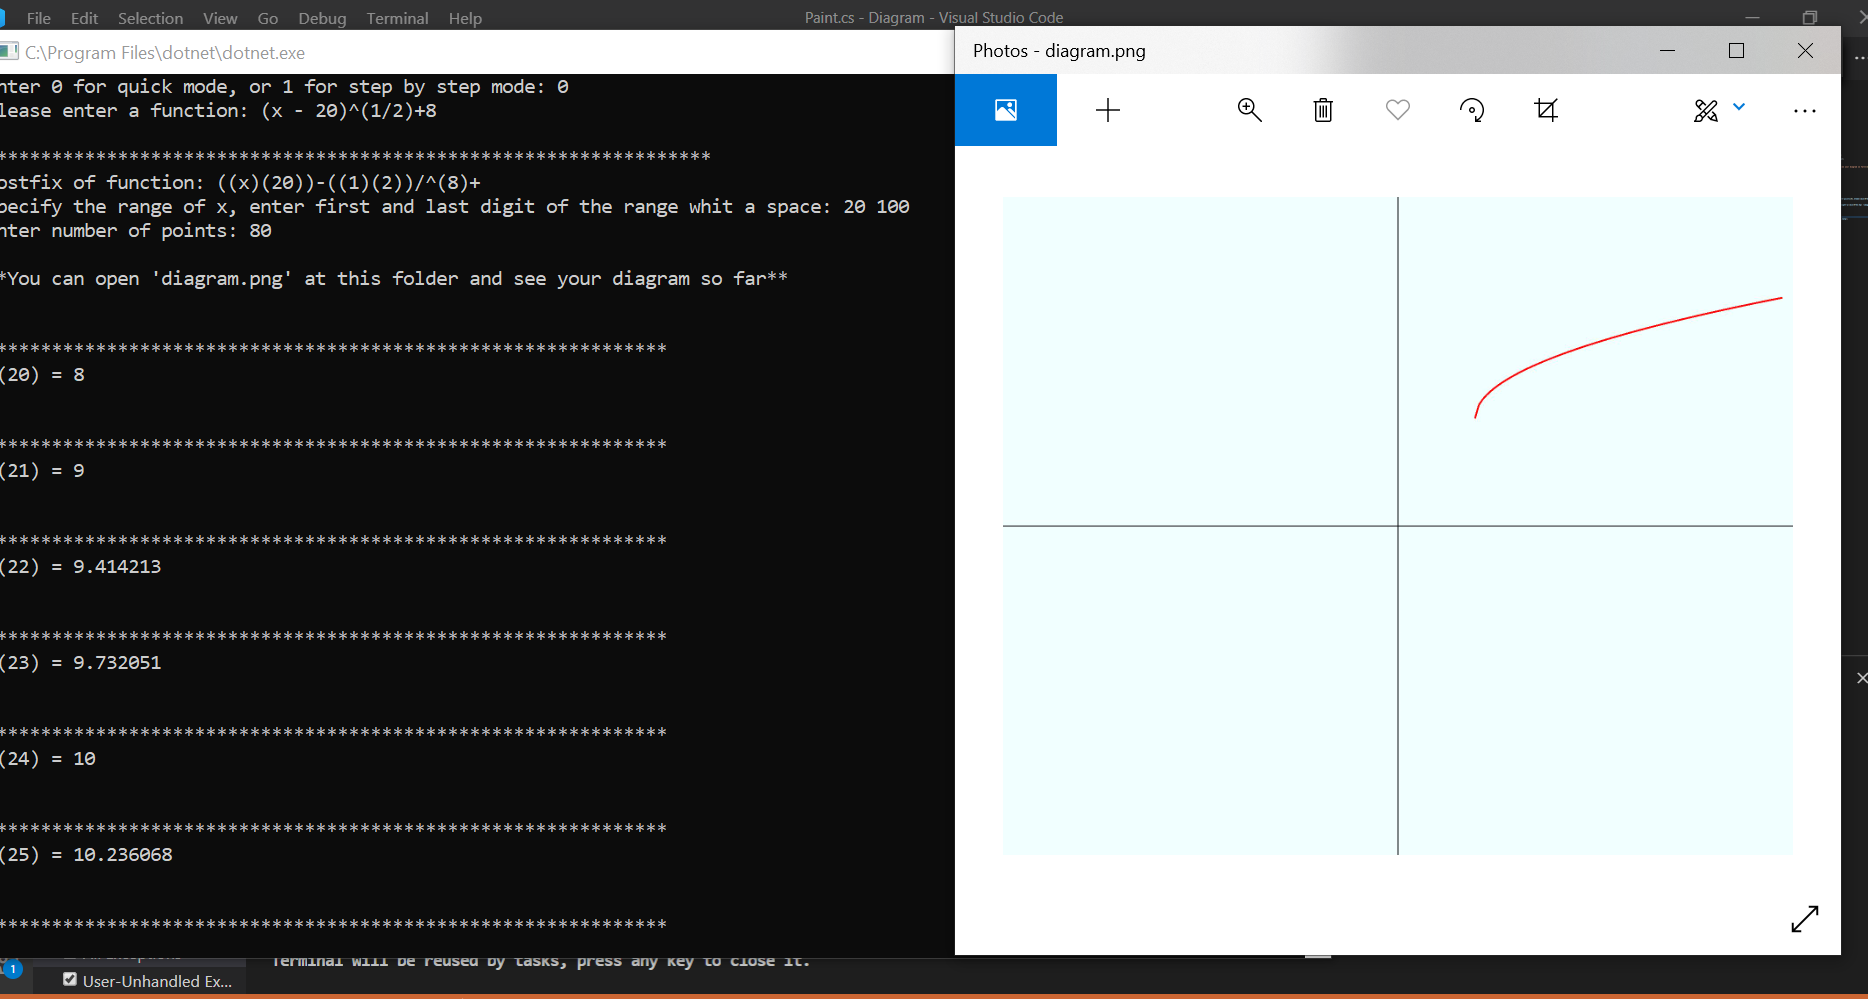 File Edit Selection View Go Debug Terminal Help
Paint.cs - Diagram - Visual Studio Code
C:\Program Files\dotnet\dotnet.exe
nter 0 for quick mode, or 1 for step by step mode: 0
lease enter a function: (x - 20)^(1/2)+8
*****************************************************************
ostfix of function: ((x)(20))-((1)(2))/^(8)+
pecify the range of x, enter first and last digit of the range whit a space: 20 100
nter number of points: 80
*You can open 'diagram.png' at this folder and see your diagram so far**
*************************************************************
(20) = 8
*************************************************************
(21) = 9
*************************************************************
(22) = 9.414213
*************************************************************
(23) = 9.732051
*************************************************************
(24) = 10
*************************************************************
(25) = 10.236068
*************************************************************
Photos - diagram.png
Terminal will be reused by tasks, press any key to close it.
1
User-Unhandled Ex...